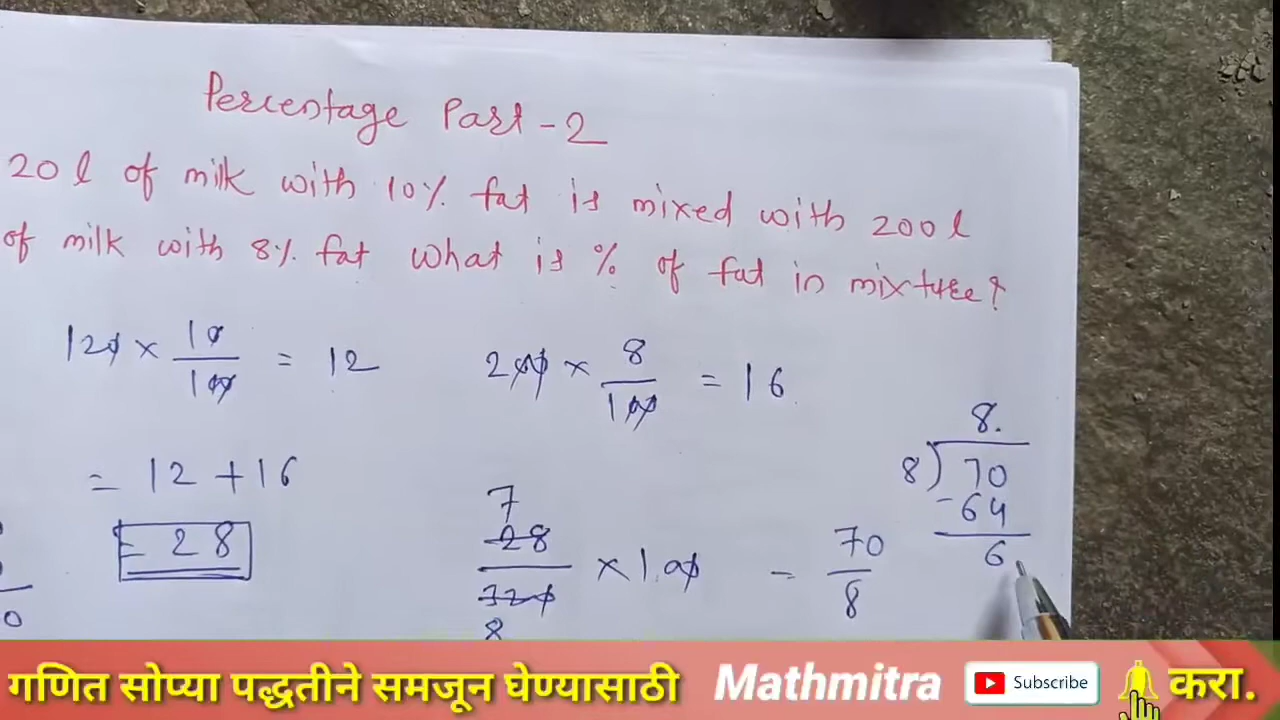 Percentage Part-2
20 l of milk with 10% fat is mixed with 200 l
of milk with 8% fat what is % of fat in mixture?
120 × 10/100 = 12
200 × 8/100 = 16
= 12 + 16
= 28
7
28/320 × 100 = 70/8
8
8.
8) 70
-64
6
0
गणित सोप्या पद्धतीने समजून घेण्यासाठी Mathmitra Subscribe करा.